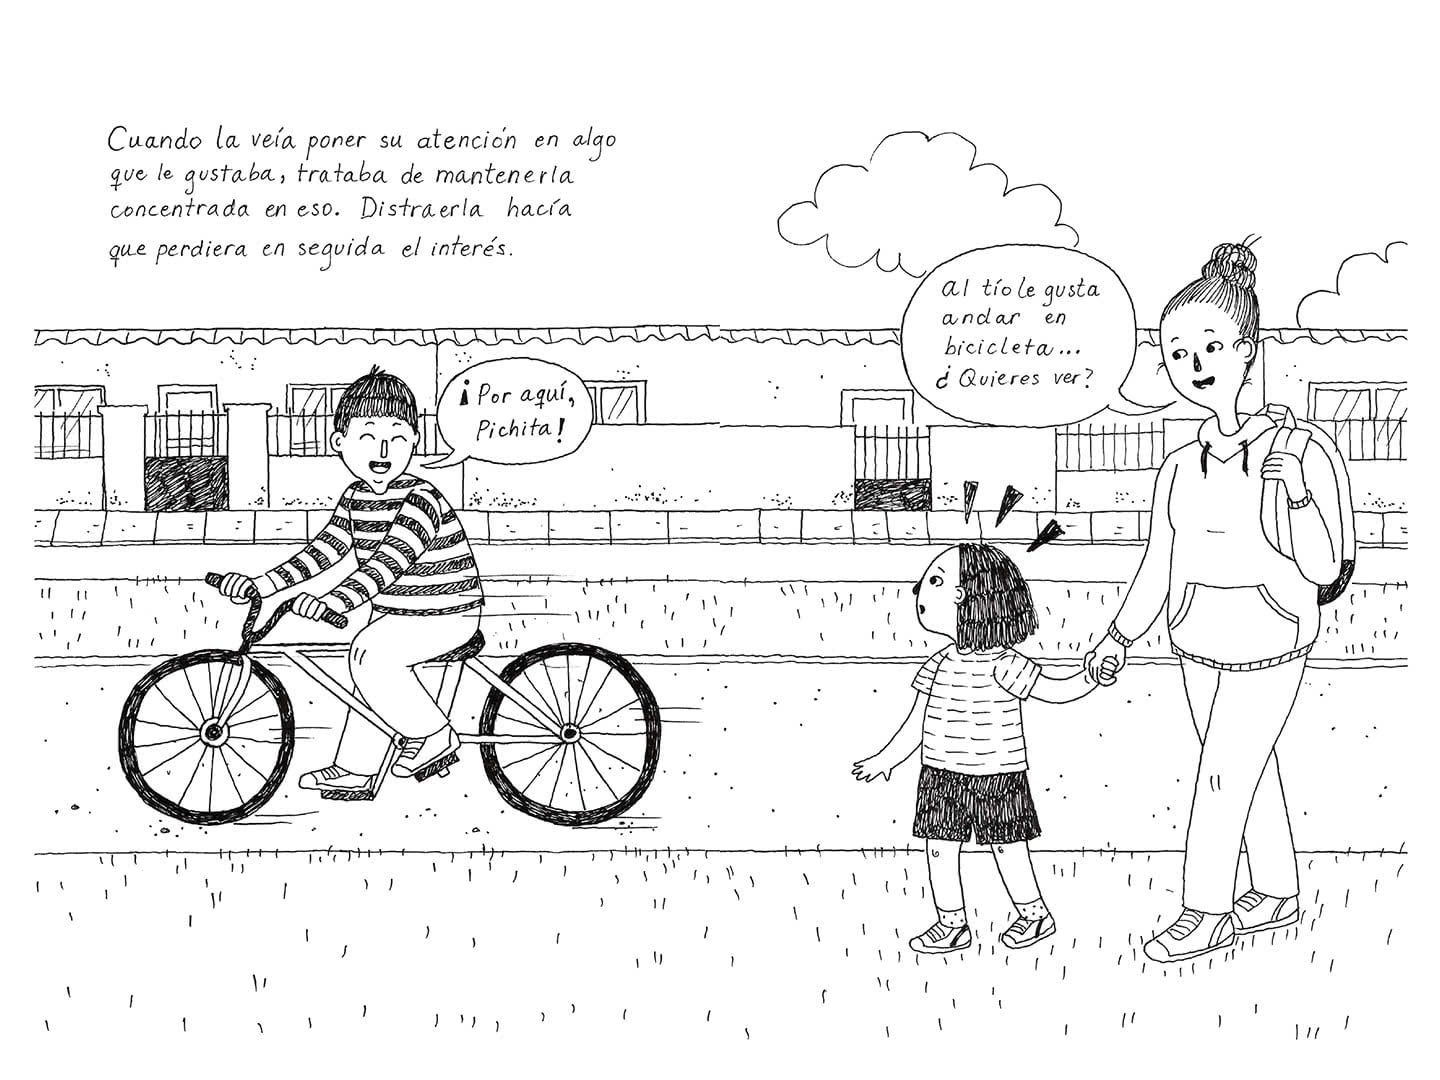 Cuando la veía poner su atención en algo
que le gustaba, trataba de mantenerla
concentrada en eso. Distraerla hacía
que perdiera en seguida el interés.
¡Por aquí,
Pichita!
al tío le gusta
andar en
bicicleta...
¿Quieres ver?